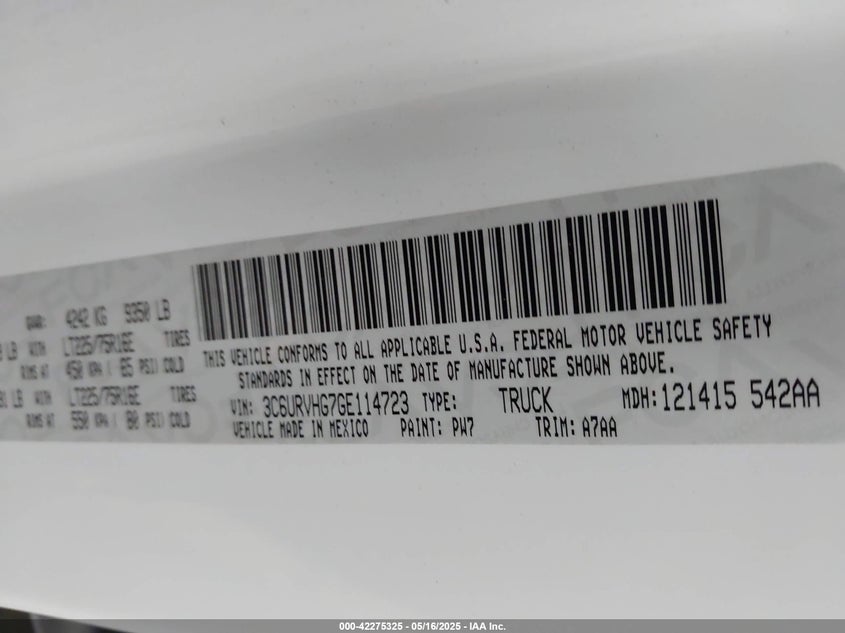 GVWR: 4242 KG 9350 LB
LB WITH LT225/75R16E TIRES
RIMS AT 450 KPA ( 65 PSI) COLD
LB WITH LT225/75R16E TIRES
RIMS AT 550 KPA ( 80 PSI) COLD
THIS VEHICLE CONFORMS TO ALL APPLICABLE U.S.A. FEDERAL MOTOR VEHICLE SAFETY
STANDARDS IN EFFECT ON THE DATE OF MANUFACTURE SHOWN ABOVE.
VIN: 3C6URVHG7GE114723 TYPE: TRUCK MDH: 121415 542AA
VEHICLE MADE IN MEXICO PAINT: PW7 TRIM: A7AA
000-42275325 - 05/16/2025 - IAA Inc.